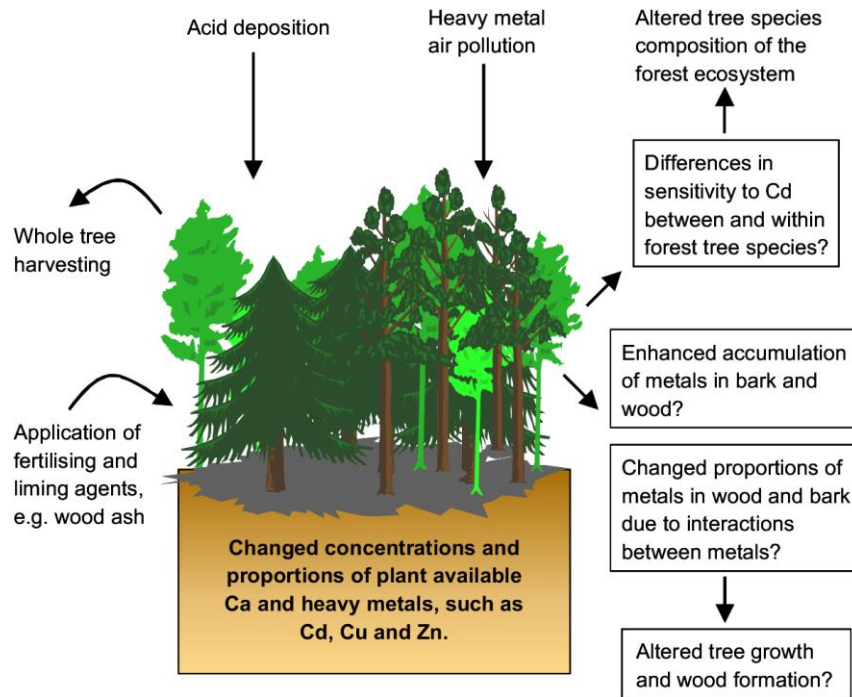 Acid deposition
Heavy metal
air pollution
Altered tree species
composition of the
forest ecosystem
Differences in
sensitivity to Cd
between and within
forest tree species?
Whole tree
harvesting
Enhanced accumulation
of metals in bark and
wood?
Application of
fertilising and
liming agents,
e.g. wood ash
Changed proportions of
metals in wood and bark
due to interactions
between metals?
Changed concentrations and
proportions of plant available
Ca and heavy metals, such as
Cd, Cu and Zn.
Altered tree growth
and wood formation?